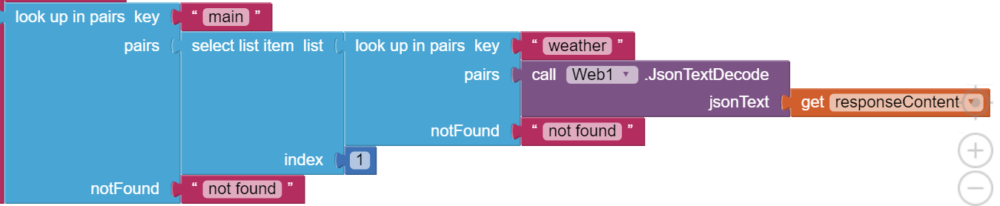 look up in pairs key “ main ”
pairs select list item list look up in pairs key “ weather ”
pairs call Web1 .JsonTextDecode
jsonText get responseContent
notFound “ not found ”
index 1
notFound “ not found ”